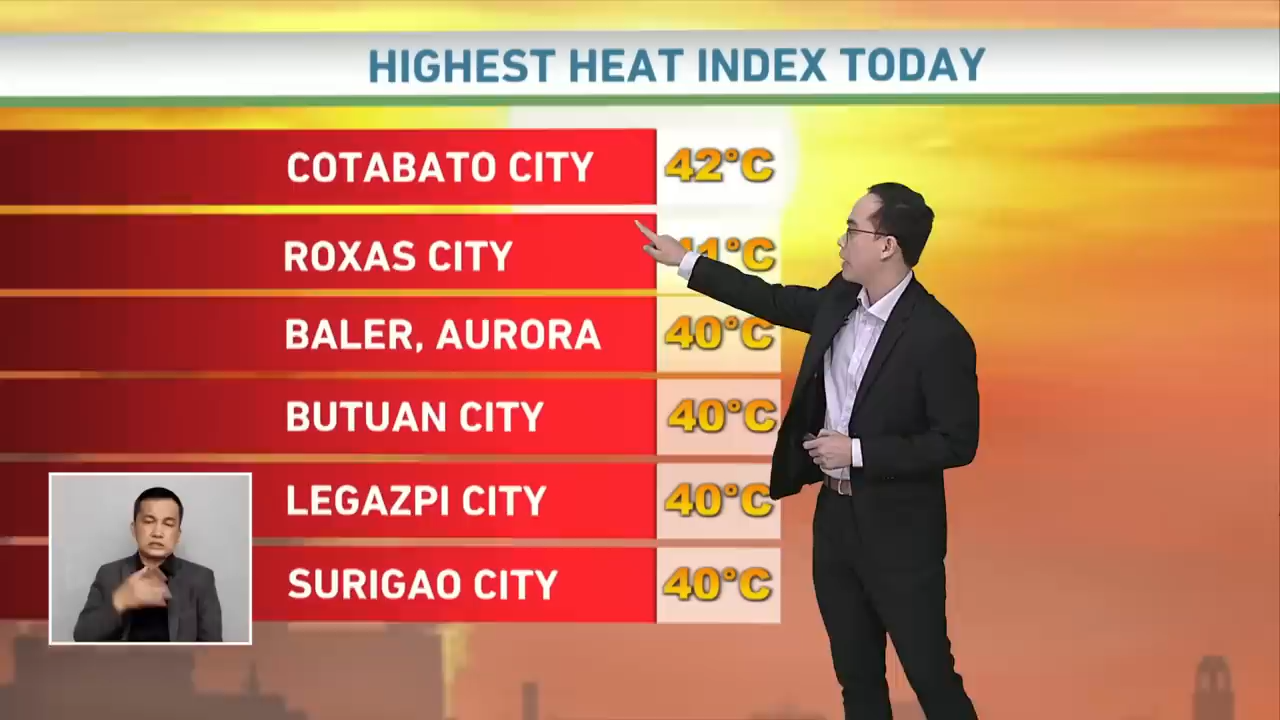 HIGHEST HEAT INDEX TODAY
COTABATO CITY 42°C
ROXAS CITY 41°C
BALER, AURORA 40°C
BUTUAN CITY 40°C
LEGAZPI CITY 40°C
SURIGAO CITY 40°C